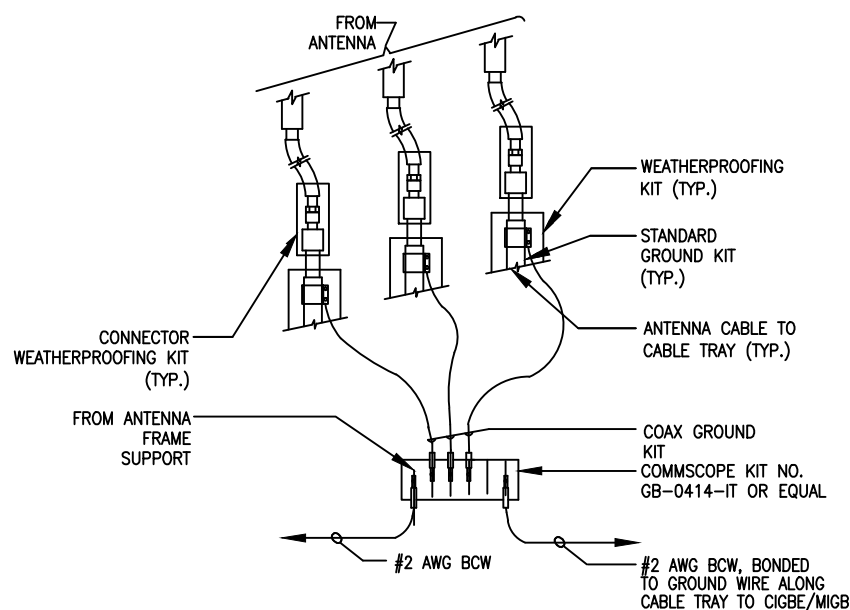 FROM
ANTENNA
WEATHERPROOFING
KIT (TYP.)
STANDARD
GROUND KIT
(TYP.)
ANTENNA CABLE TO
CABLE TRAY (TYP.)
CONNECTOR
WEATHERPROOFING KIT
(TYP.)
FROM ANTENNA
FRAME
SUPPORT
COAX GROUND
KIT
COMMSCOPE KIT NO.
GB-0414-IT OR EQUAL
#2 AWG BCW
#2 AWG BCW, BONDED
TO GROUND WIRE ALONG
CABLE TRAY TO CIGBE/MIGB